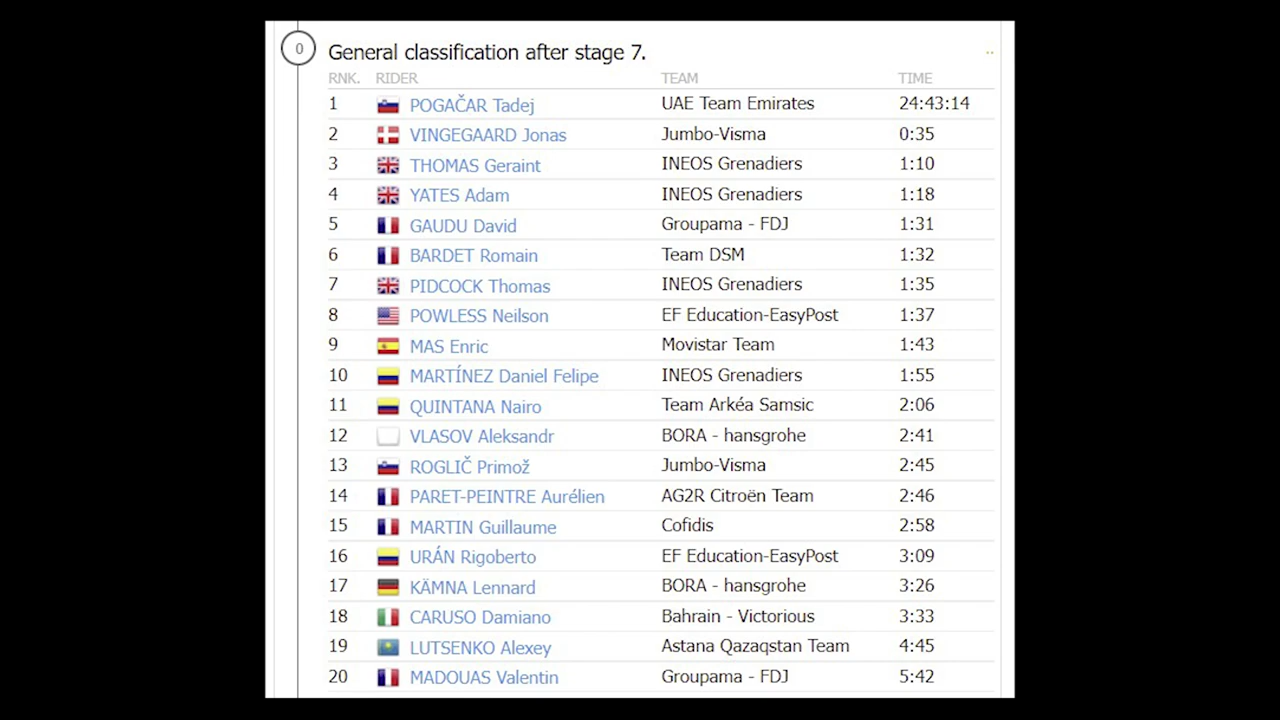 0
General classification after stage 7.
RNK. RIDER TEAM TIME
1 POGAČAR Tadej UAE Team Emirates 24:43:14
2 VINGEGAARD Jonas Jumbo-Visma 0:35
3 THOMAS Geraint INEOS Grenadiers 1:10
4 YATES Adam INEOS Grenadiers 1:18
5 GAUDU David Groupama - FDJ 1:31
6 BARDET Romain Team DSM 1:32
7 PIDCOCK Thomas INEOS Grenadiers 1:35
8 POWLESS Neilson EF Education-EasyPost 1:37
9 MAS Enric Movistar Team 1:43
10 MARTÍNEZ Daniel Felipe INEOS Grenadiers 1:55
11 QUINTANA Nairo Team Arkéa Samsic 2:06
12 VLASOV Aleksandr BORA - hansgrohe 2:41
13 ROGLIČ Primož Jumbo-Visma 2:45
14 PARET-PEINTRE Aurélien AG2R Citroën Team 2:46
15 MARTIN Guillaume Cofidis 2:58
16 URÁN Rigoberto EF Education-EasyPost 3:09
17 KÄMNA Lennard BORA - hansgrohe 3:26
18 CARUSO Damiano Bahrain - Victorious 3:33
19 LUTSENKO Alexey Astana Qazaqstan Team 4:45
20 MADOUAS Valentin Groupama - FDJ 5:42